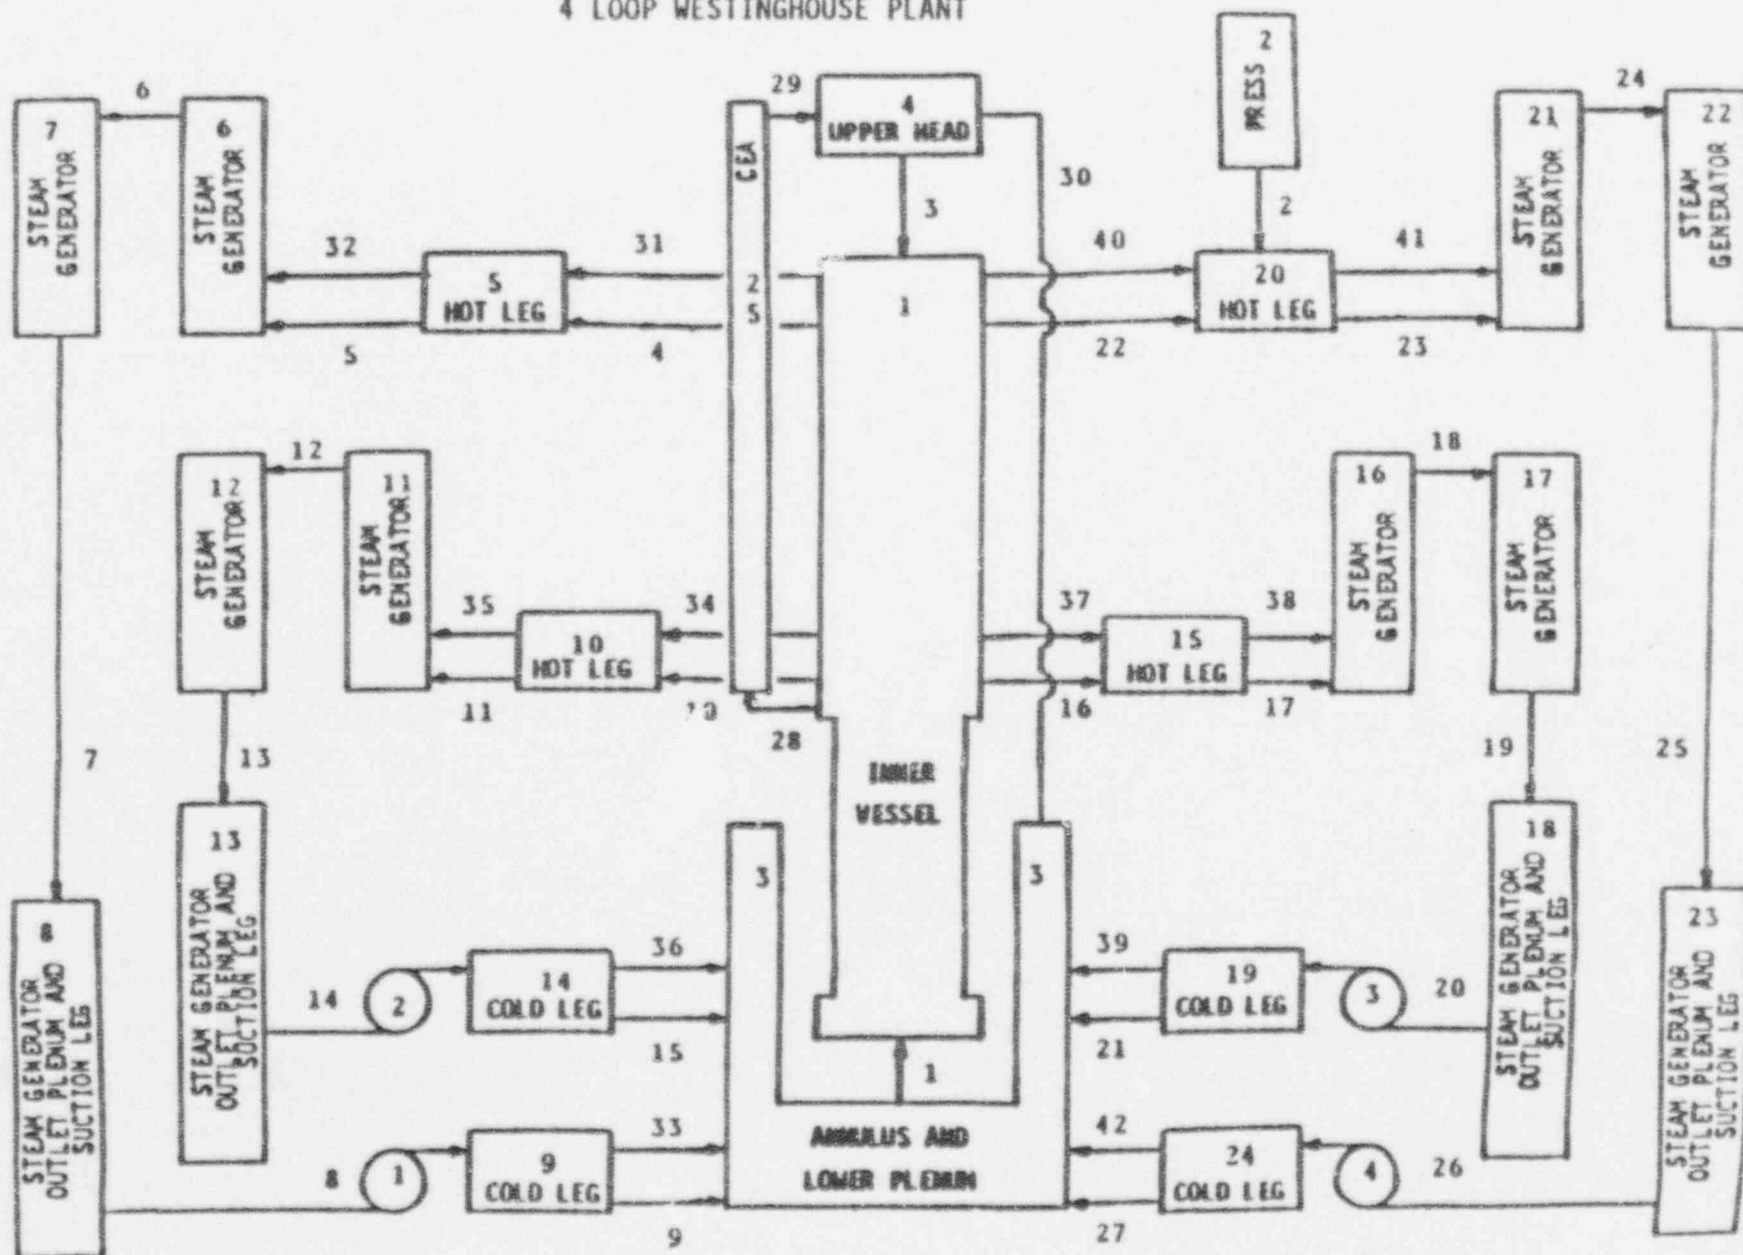 4 LOOP WESTINGHOUSE PLANT
2
PRESS
29
24
6
7
STEAM
GENERATOR
6
STEAM
GENERATOR
CEA
4
UPPER HEAD
21
STEAM
GENERATOR
22
STEAM
GENERATOR
30
3
2
32
31
40
41
5
HOT LEG
25
1
20
HOT LEG
5
4
22
23
12
18
12
STEAM
GENERATOR
11
STEAM
GENERATOR
16
STEAM
GENERATOR
17
STEAM
GENERATOR
35
34
37
38
10
HOT LEG
15
HOT LEG
11
10
28
16
17
7
13
19
25
INNER
VESSEL
8
STEAM GENERATOR
OUTLET PLENUM AND
SUCTION LEG
13
STEAM GENERATOR
OUTLET PLENUM AND
SUCTION LEG
3
3
18
STEAM GENERATOR
OUTLET PLENUM AND
SUCTION LEG
23
STEAM GENERATOR
OUTLET PLENUM AND
SUCTION LEG
36
39
14
2
14
COLD LEG
19
COLD LEG
3
20
15
1
21
33
42
ANNULUS AND
LOWER PLENUM
8
1
9
COLD LEG
24
COLD LEG
4
26
9
27